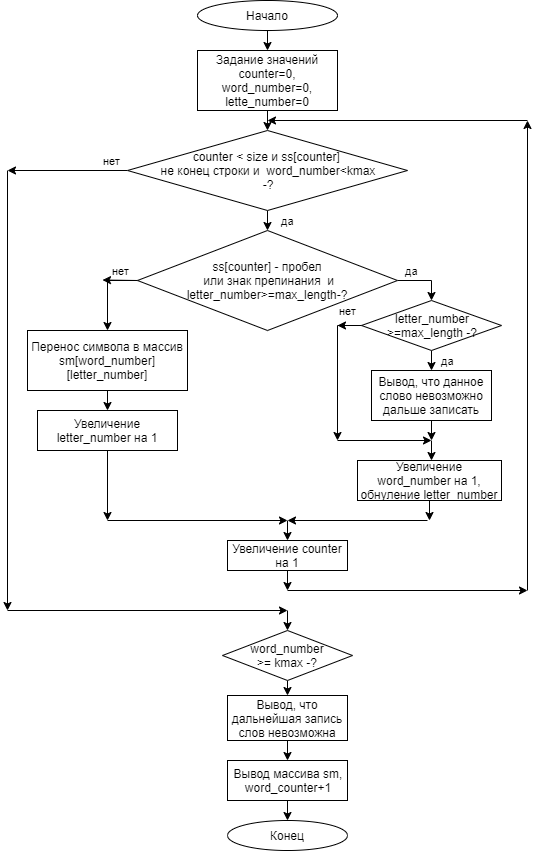 Начало
Задание значений
counter=0,
word_number=0,
lette_number=0
counter < size и ss[counter]
не конец строки и word_number<kmax
-?
нет
да
ss[counter] - пробел
или знак препинания и
letter_number>=max_length-?
нет
да
letter_number
>=max_length -?
нет
да
Перенос символа в массив
sm[word_number]
[letter_number]
Вывод, что данное
слово невозможно
дальше записать
Увеличение
letter_number на 1
Увеличение
word_number на 1,
обнуление letter_number
Увеличение counter
на 1
word_number
>= kmax -?
Вывод, что
дальнейшая запись
слов невозможна
Вывод массива sm,
word_counter+1
Конец